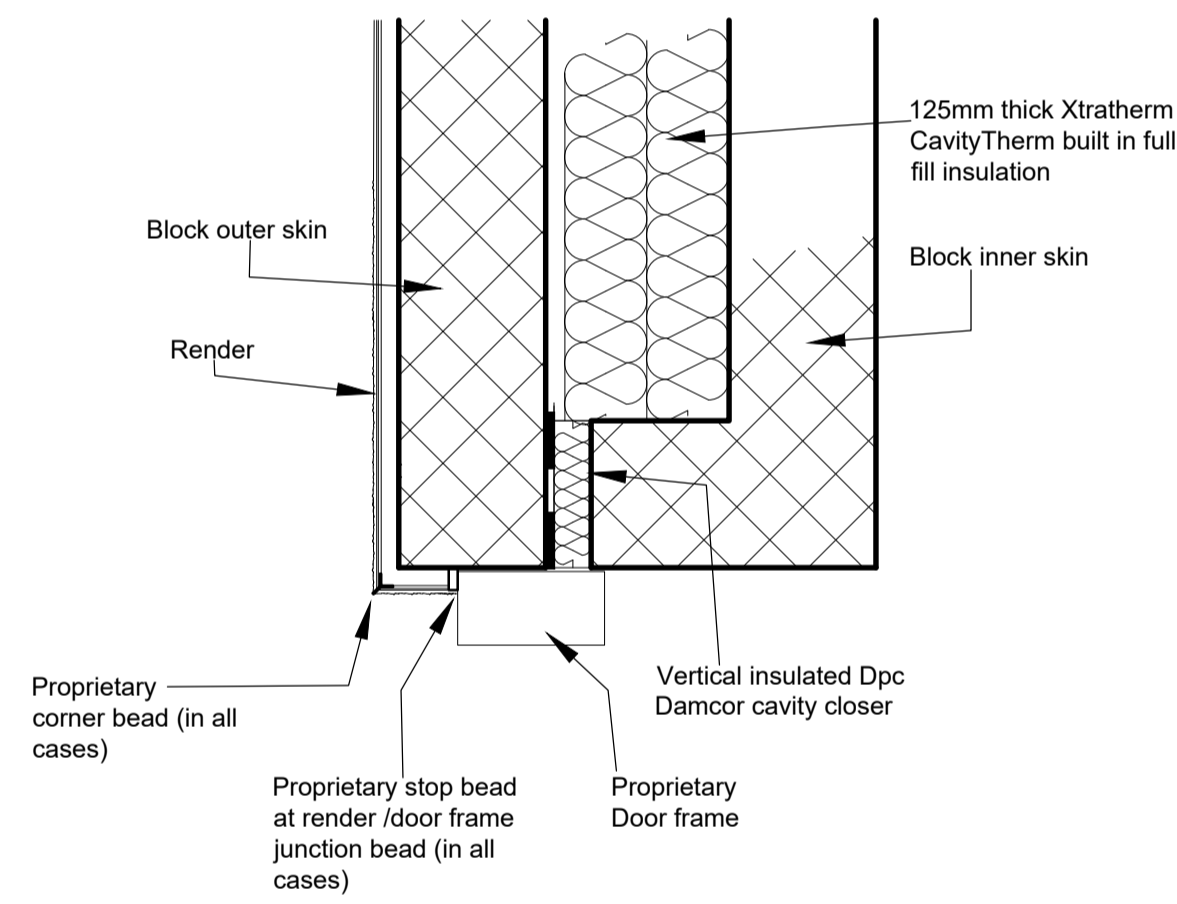 125mm thick Xtratherm
CavityTherm built in full
fill insulation
Block outer skin
Block inner skin
Render
Vertical insulated Dpc
Damcor cavity closer
Proprietary
corner bead (in all
cases)
Proprietary stop bead
at render /door frame
junction bead (in all
cases)
Proprietary
Door frame